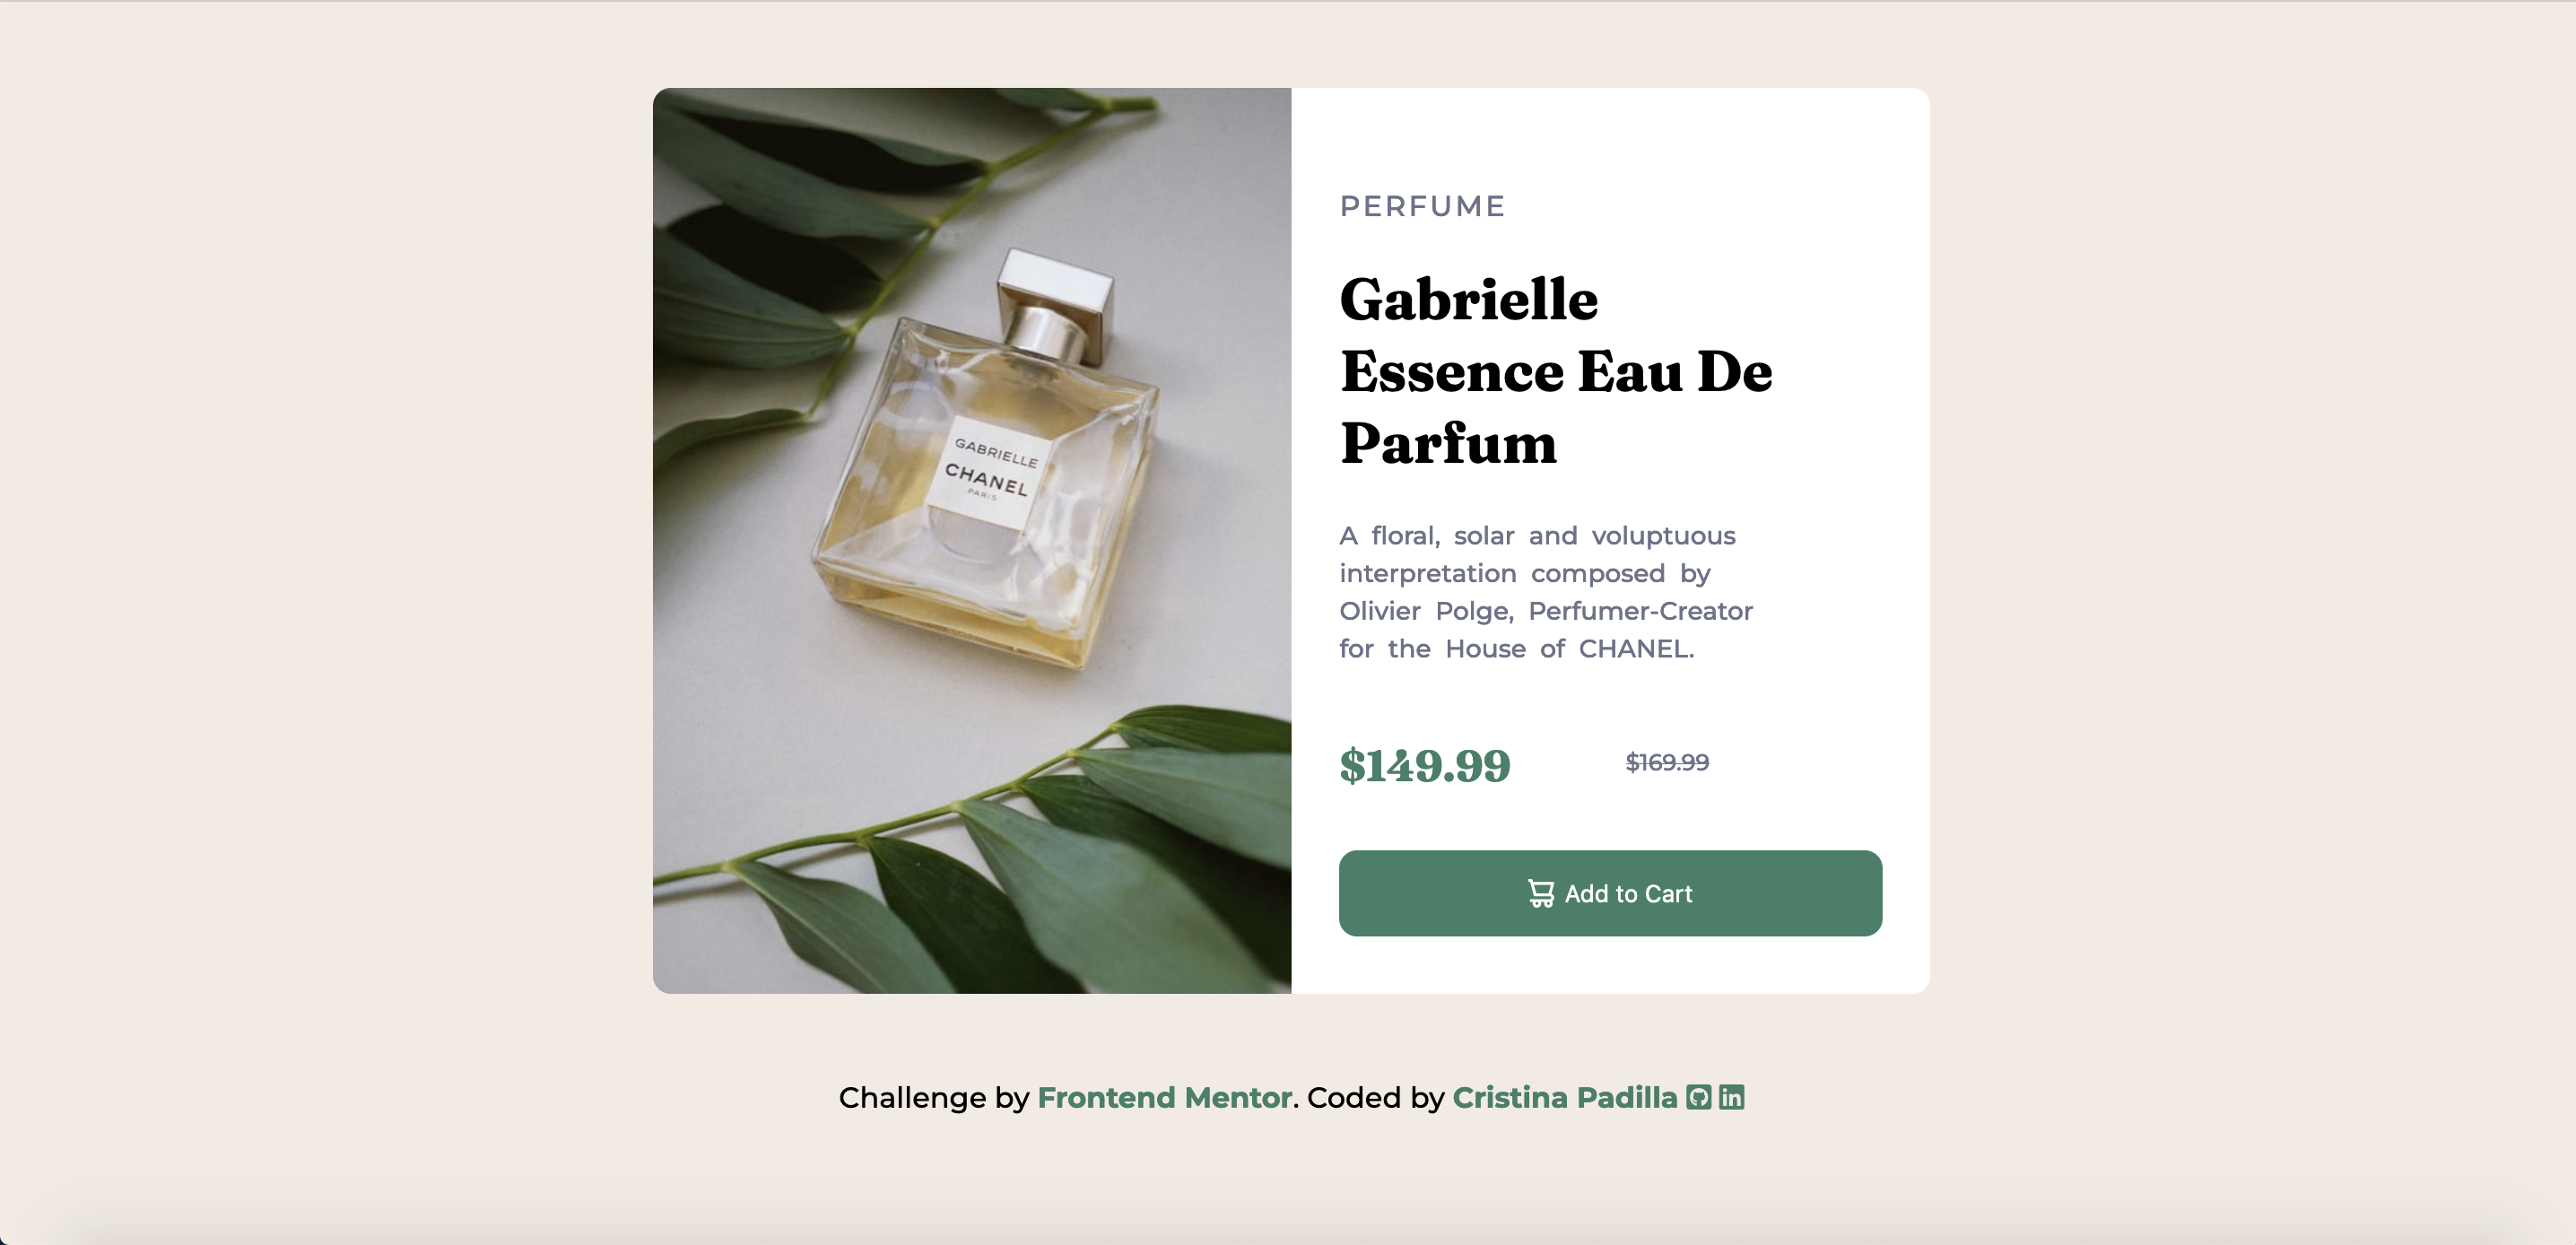 GABRIELLE
CHANEL
PARIS
PERFUME
Gabrielle
Essence Eau De
Parfum
A floral, solar and voluptuous
interpretation composed by
Olivier Polge, Perfumer-Creator
for the House of CHANEL.
$149.99 $169.99
Add to Cart
Challenge by Frontend Mentor. Coded by Cristina Padilla in